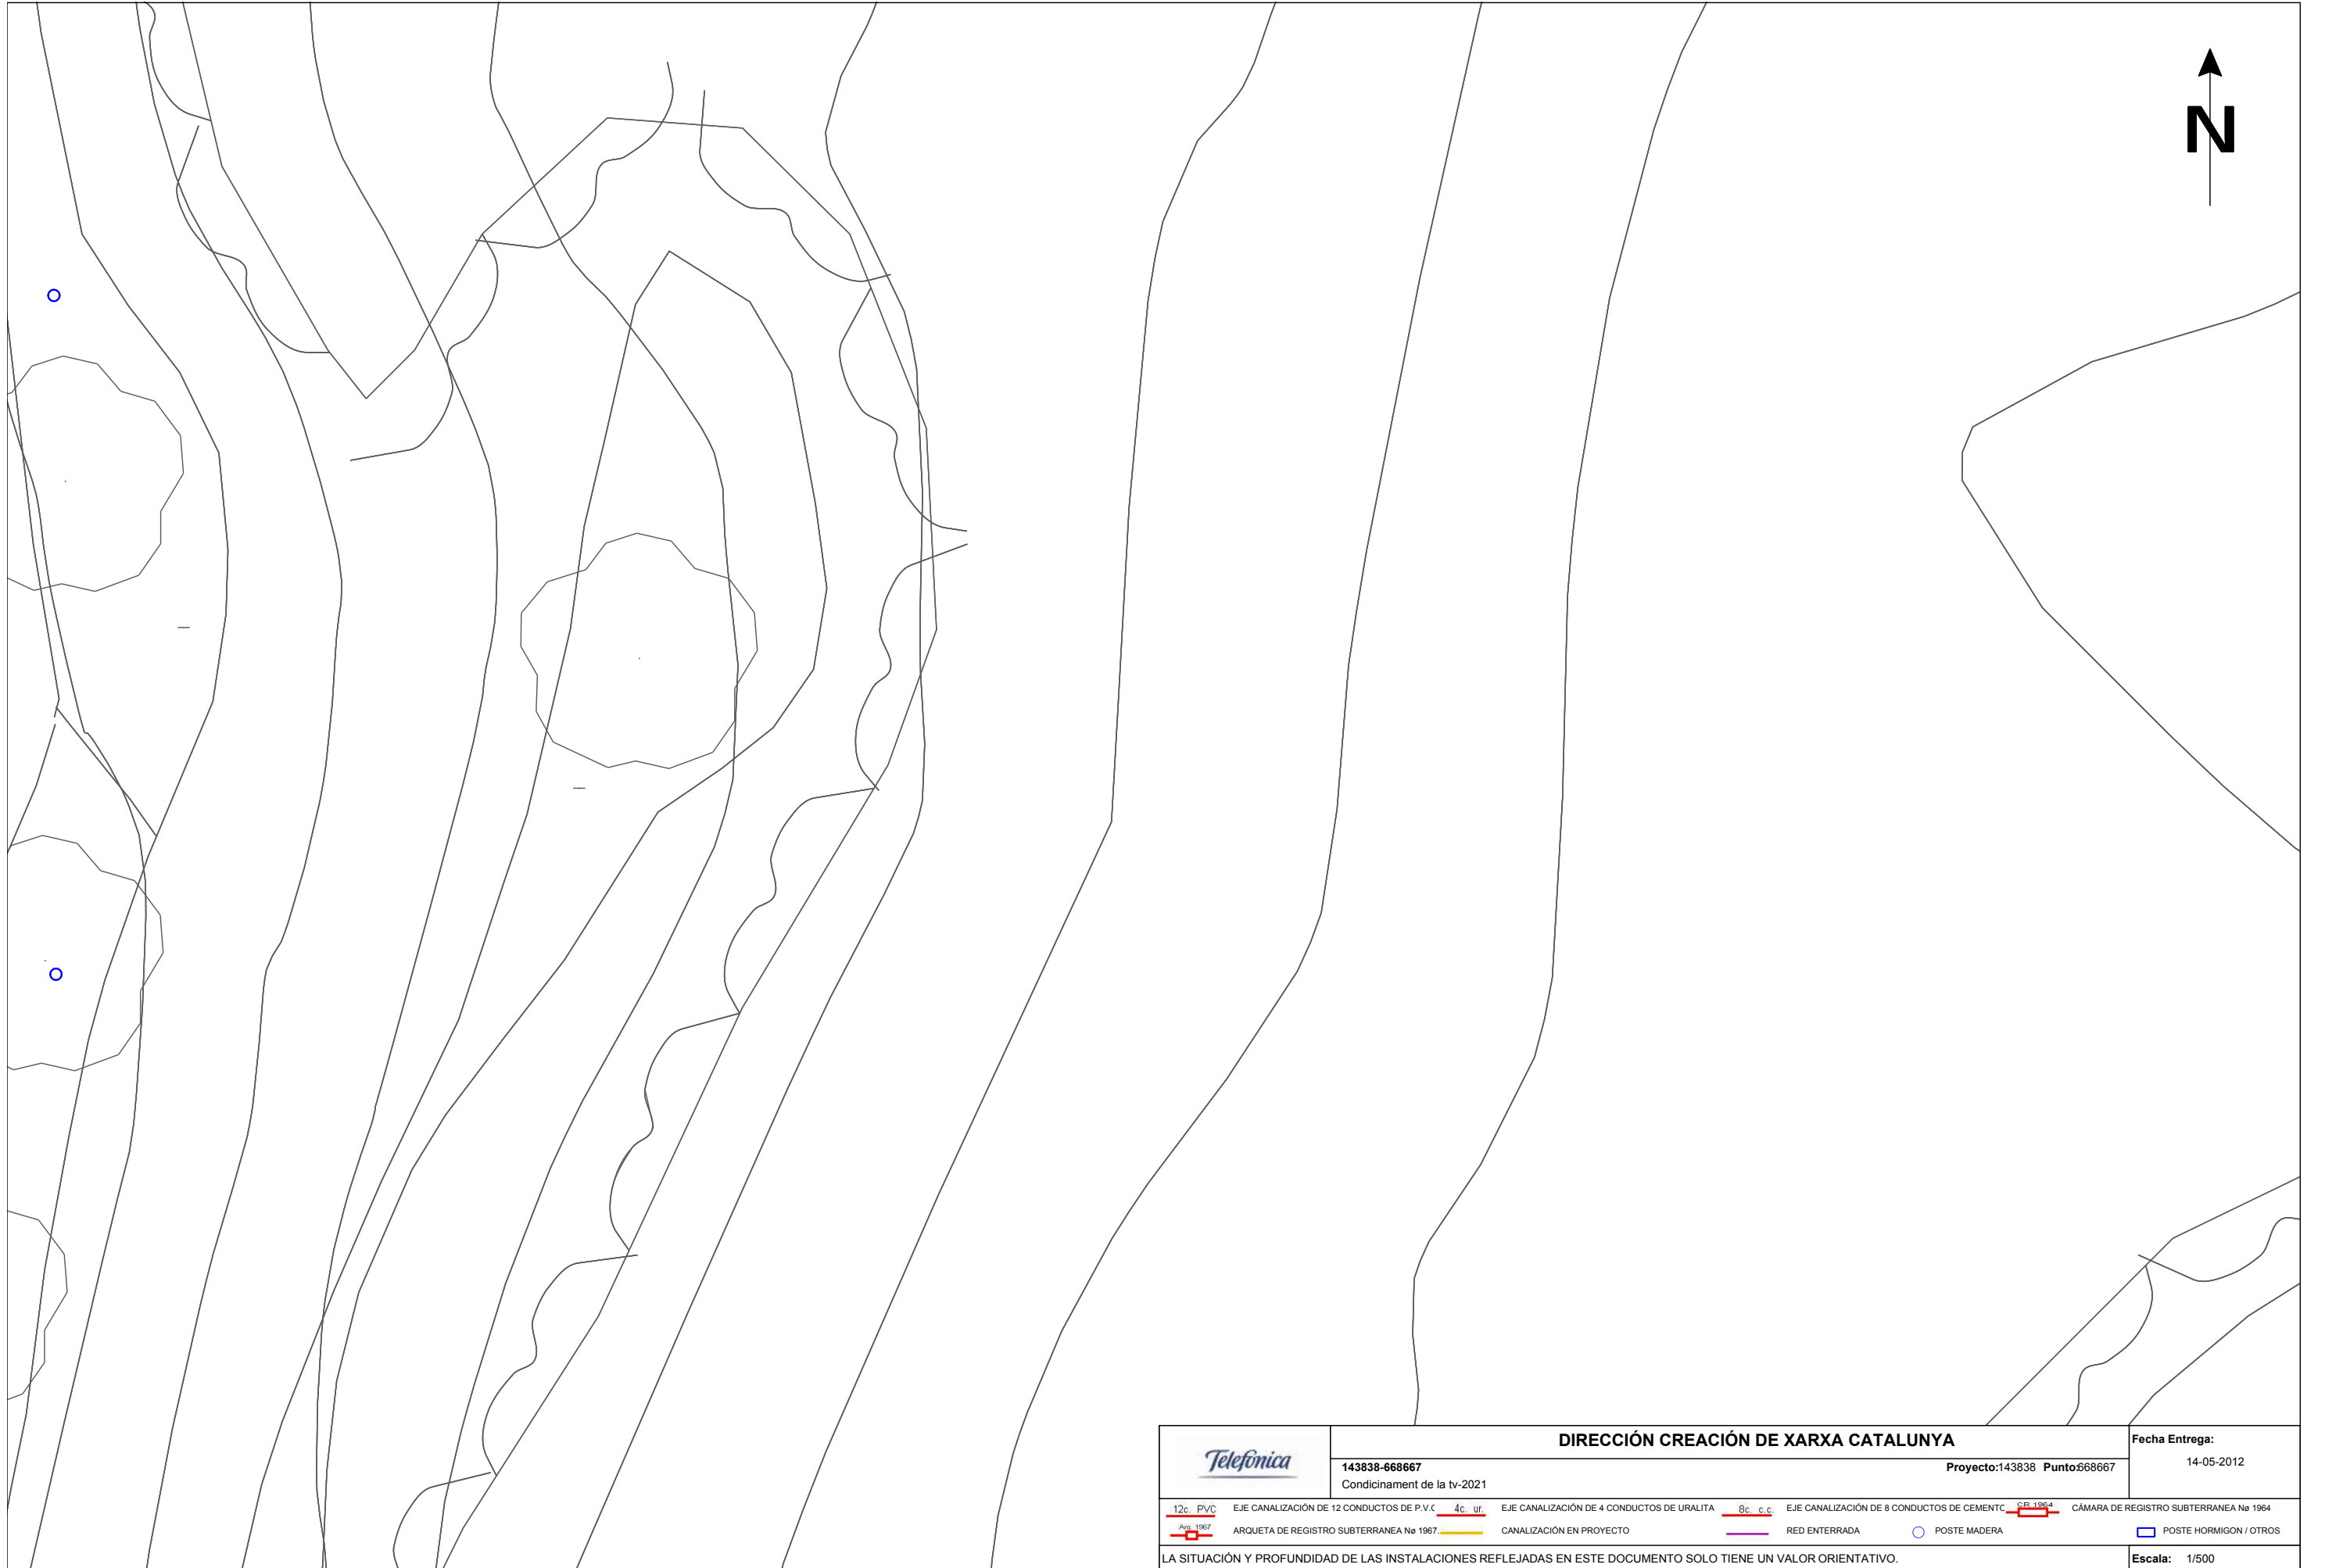 N
Telefónica
DIRECCIÓN CREACIÓN DE XARXA CATALUNYA
Fecha Entrega:
14-05-2012
143838-668667
Proyecto:143838 Punto:668667
Condicinament de la tv-2021
12c. PVC EJE CANALIZACIÓN DE 12 CONDUCTOS DE P.V.C 4c. ur. EJE CANALIZACIÓN DE 4 CONDUCTOS DE URALITA 8c. c.c. EJE CANALIZACIÓN DE 8 CONDUCTOS DE CEMENTO C.R. 1964 CÁMARA DE REGISTRO SUBTERRANEA Nø 1964
Arq. 1967 ARQUETA DE REGISTRO SUBTERRANEA Nø 1967. CANALIZACIÓN EN PROYECTO RED ENTERRADA POSTE MADERA POSTE HORMIGON / OTROS
LA SITUACIÓN Y PROFUNDIDAD DE LAS INSTALACIONES REFLEJADAS EN ESTE DOCUMENTO SOLO TIENE UN VALOR ORIENTATIVO.
Escala: 1/500